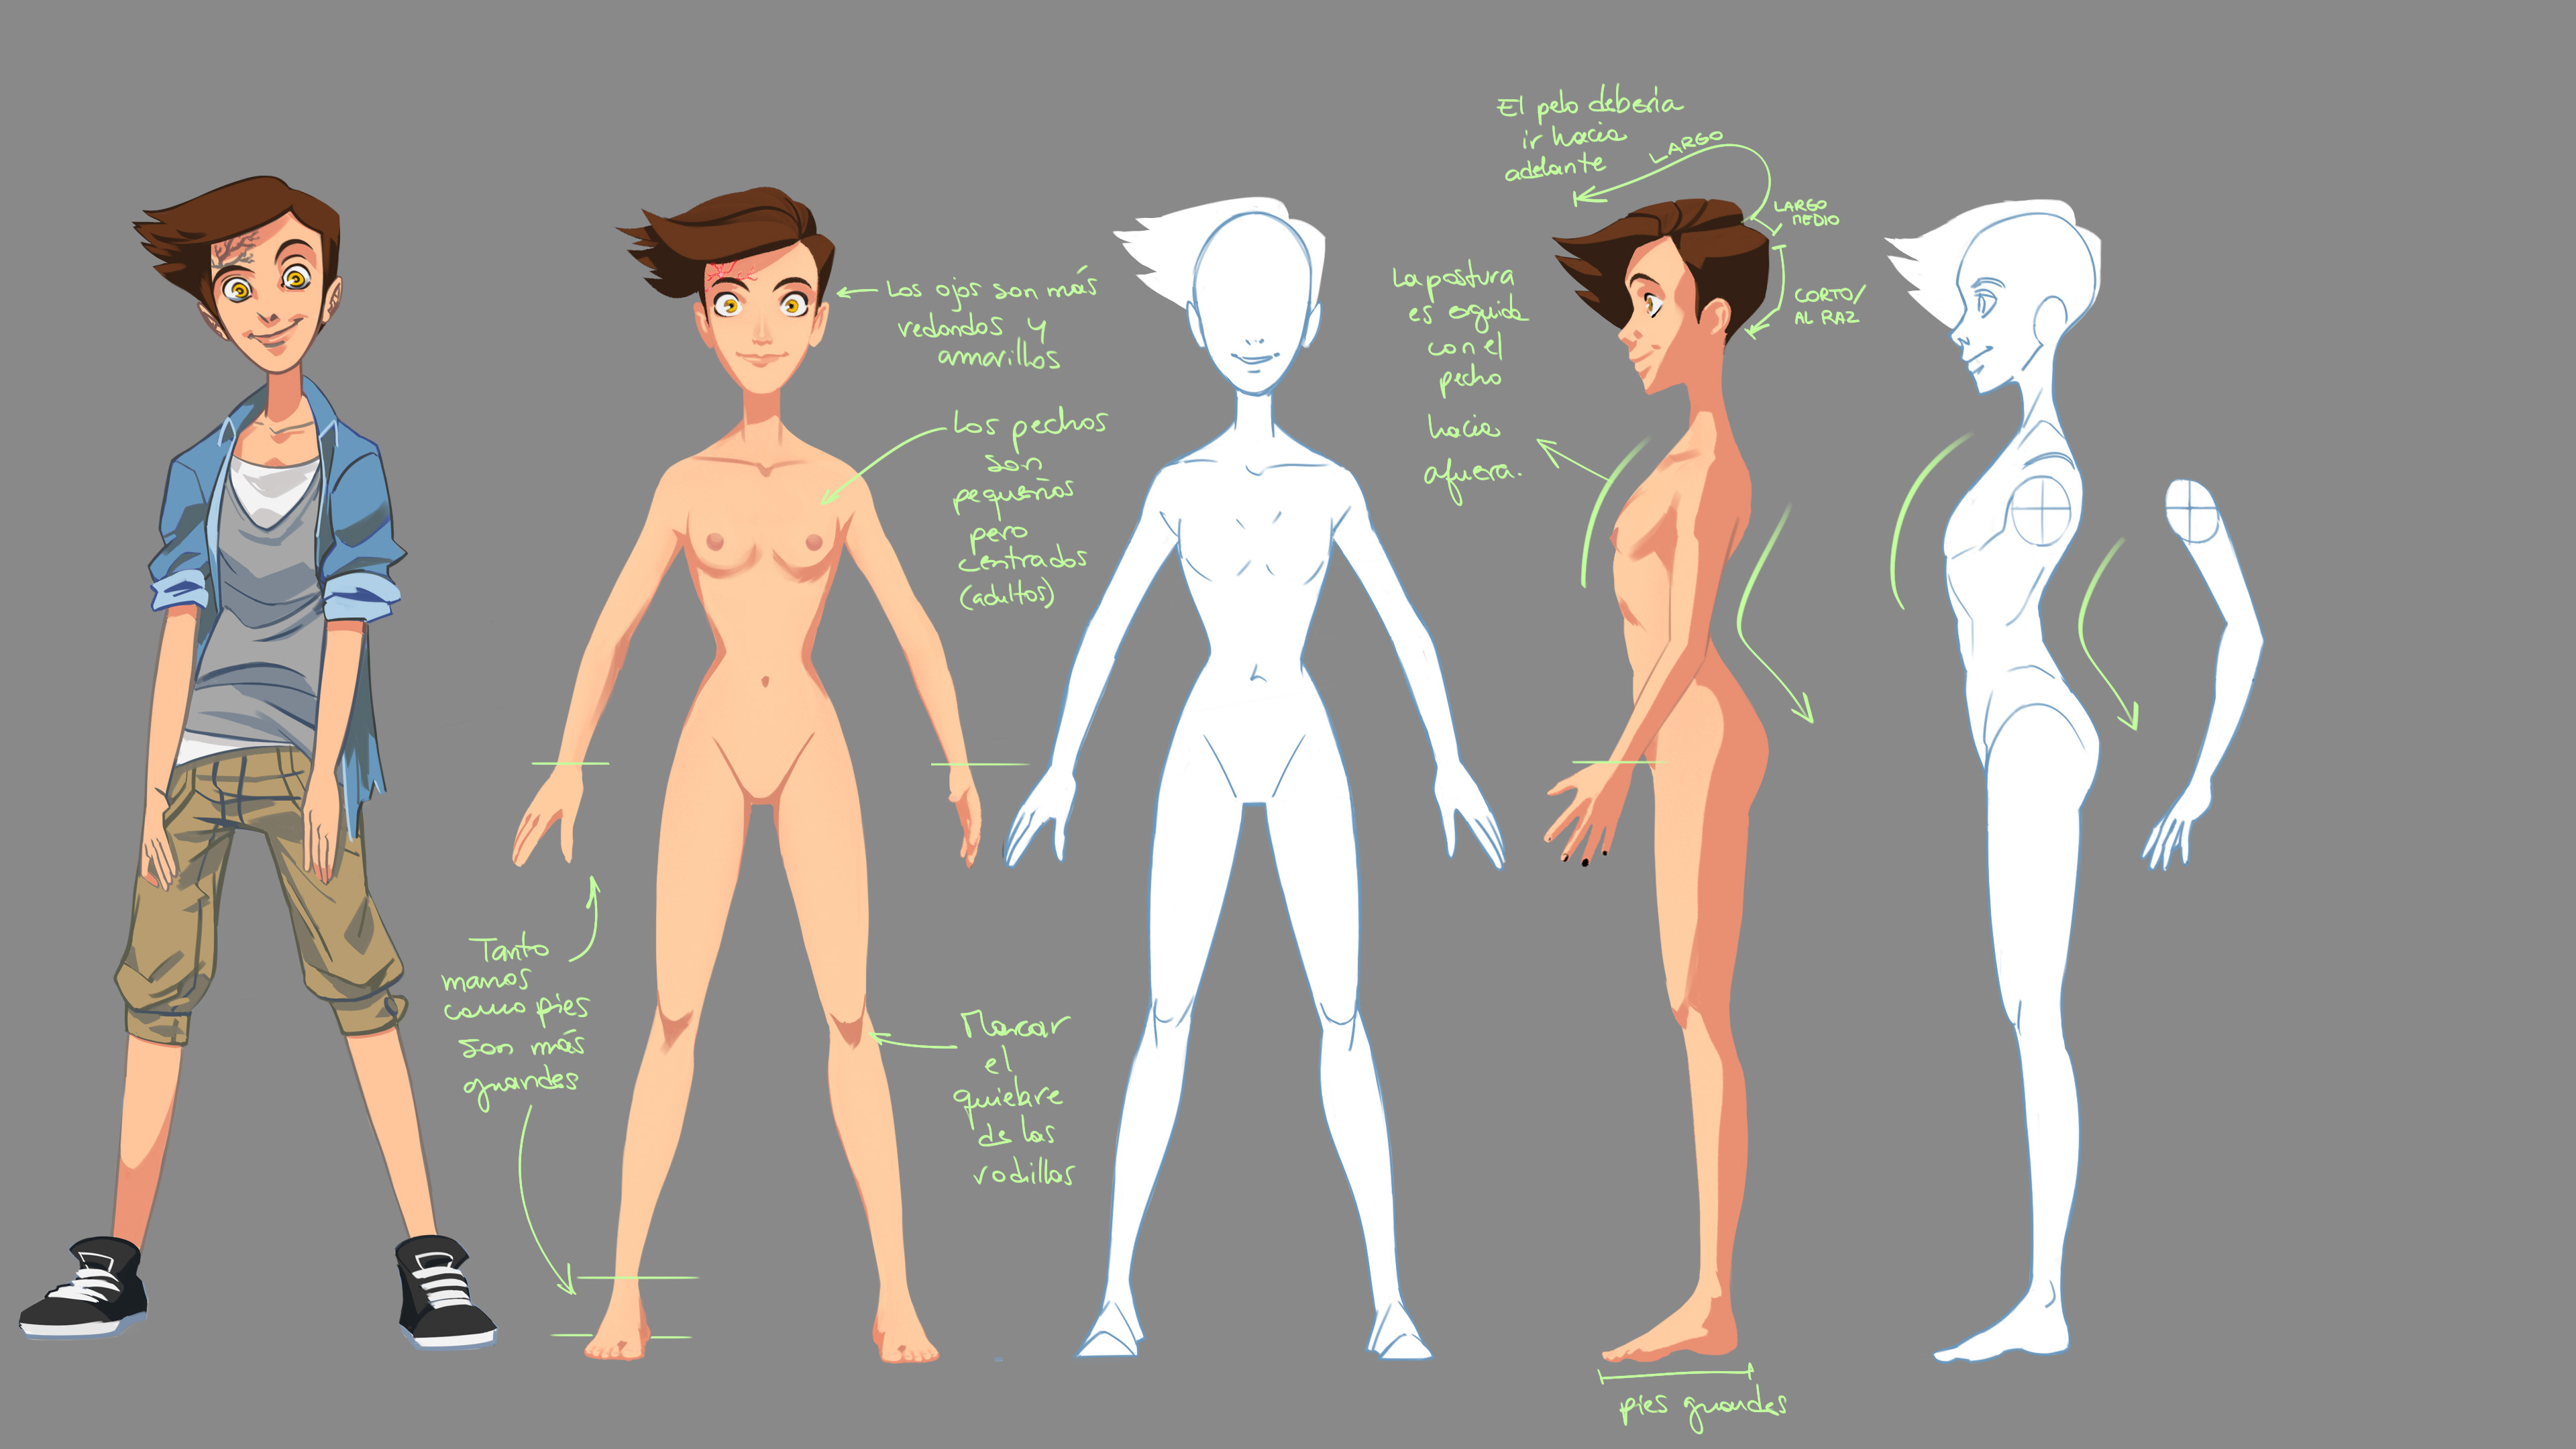 El pelo debería
ir hacia
adelante
LARGO
LARGO
MEDIO
CORTO/
AL RAZ
Los ojos son más
redondos y
amarillos
La postura
es erguida
con el
pecho
hacia
afuera.
Los pechos
son
pequeños
pero
centrados
(adultos)
Tanto
manos
como pies
son más
grandes
Marcar
el
quiebre
de las
rodillas
pies grandes